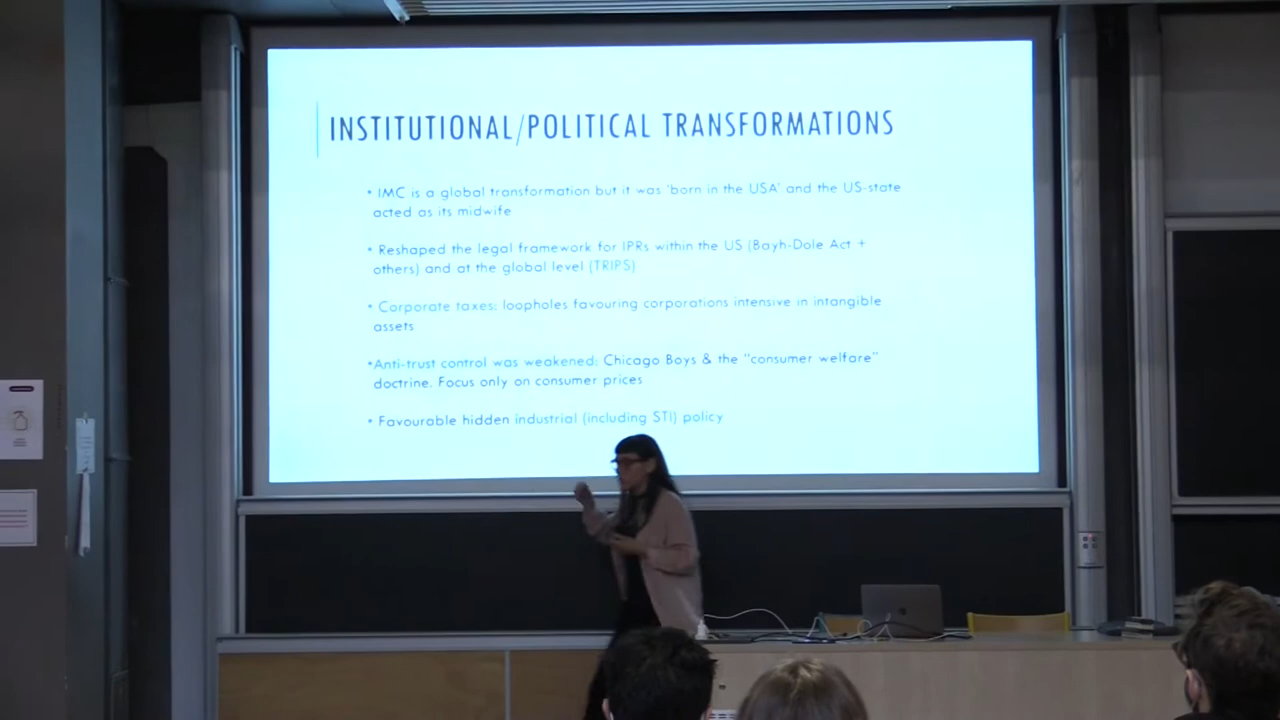 INSTITUTIONAL/POLITICAL TRANSFORMATIONS
• IMC is a global transformation but it was 'born in the USA' and the US-state
acted as its midwife
• Reshaped the legal framework for IPRs within the US (Bayh-Dole Act +
others) and at the global level (TRIPS)
• Corporate taxes: loopholes favouring corporations intensive in intangible
assets
•Anti-trust control was weakened: Chicago Boys & the "consumer welfare"
doctrine. Focus only on consumer prices
• Favourable hidden industrial (including STI) policy